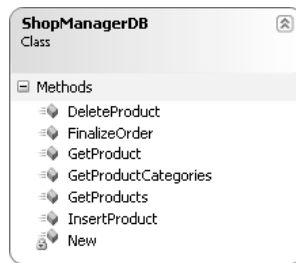 ShopManagerDB
Class
Methods
DeleteProduct
FinalizeOrder
GetProduct
GetProductCategories
GetProducts
InsertProduct
New